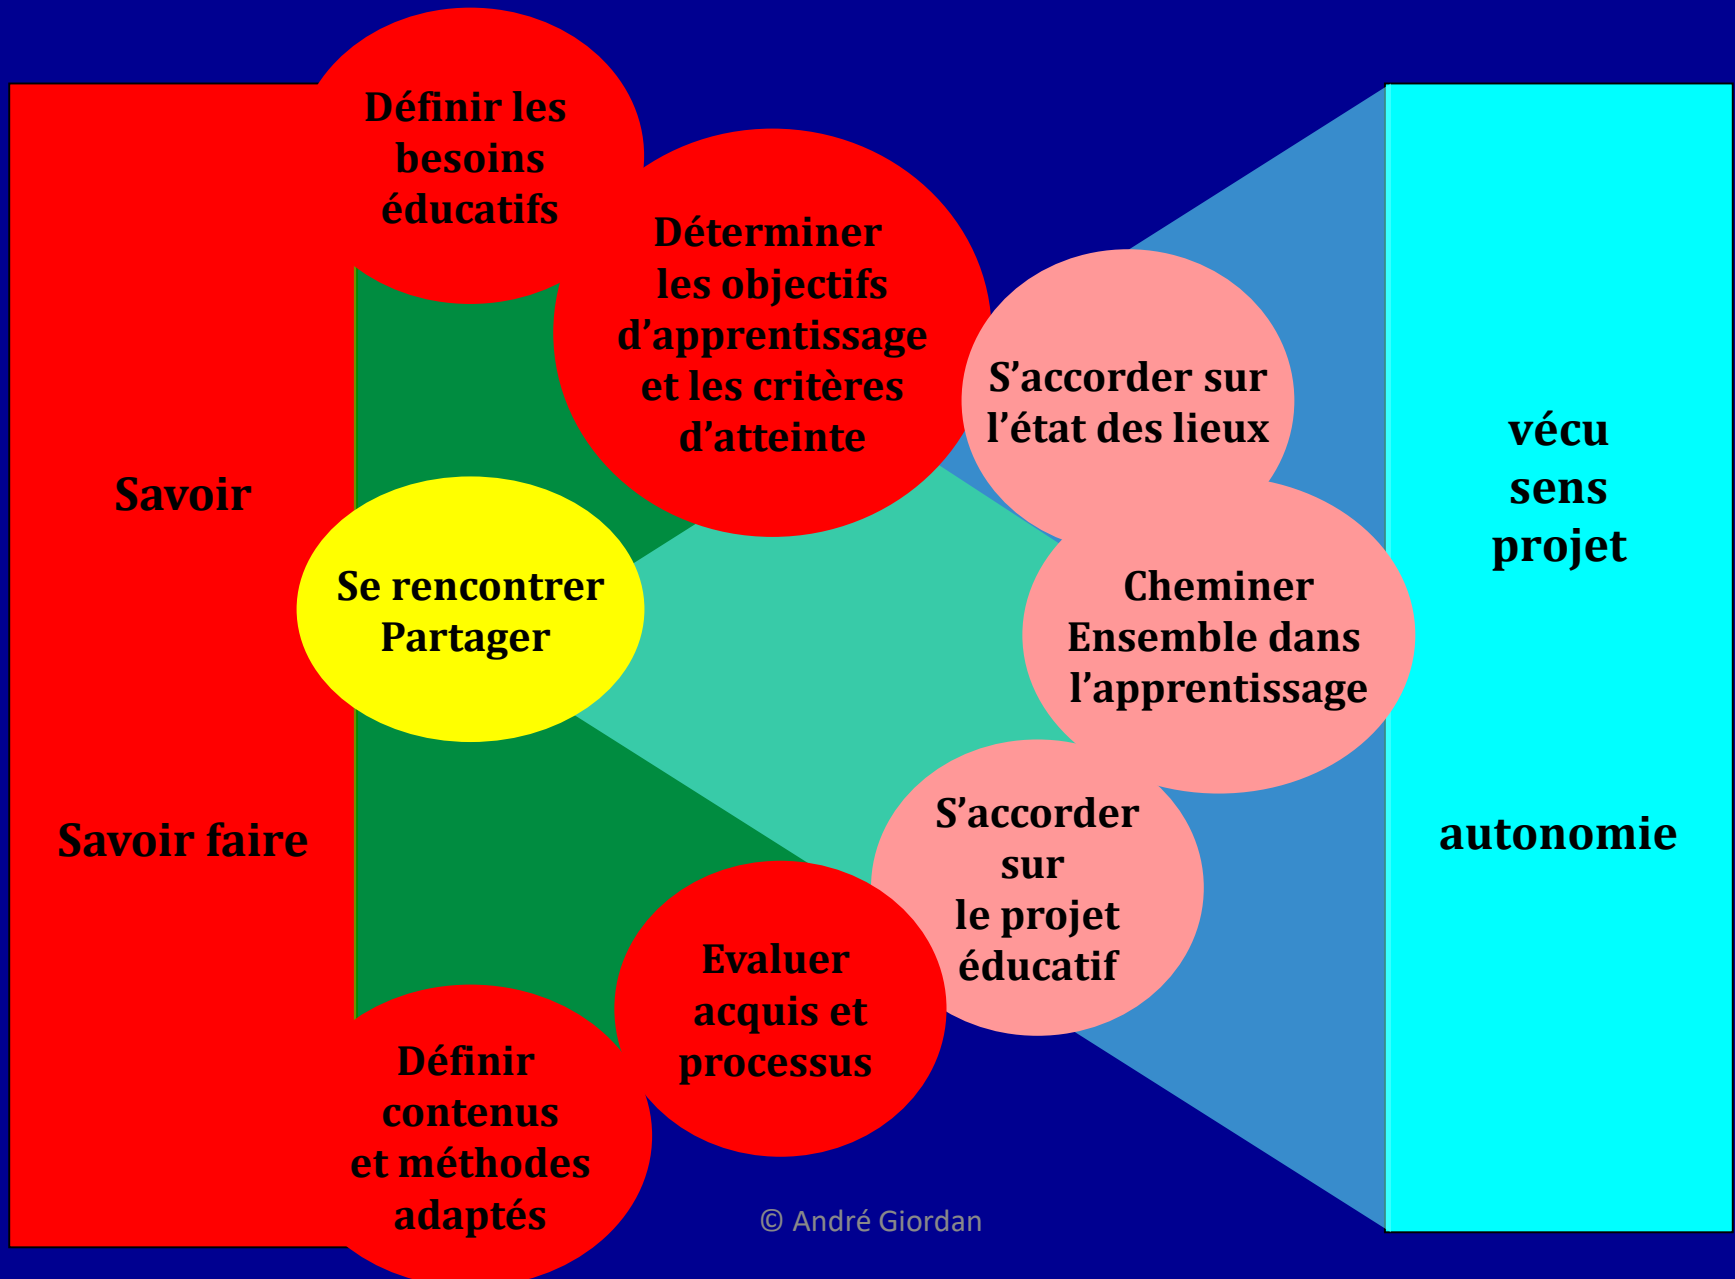 Définir les
besoins
éducatifs
Déterminer
les objectifs
d’apprentissage
et les critères
d’atteinte
S’accorder sur
l’état des lieux
vécu
sens
projet
Savoir
Se rencontrer
Partager
Cheminer
Ensemble dans
l’apprentissage
Savoir faire
autonomie
S’accorder
sur
le projet
éducatif
Evaluer
acquis et
processus
Définir
contenus
et méthodes
adaptés
© André Giordan